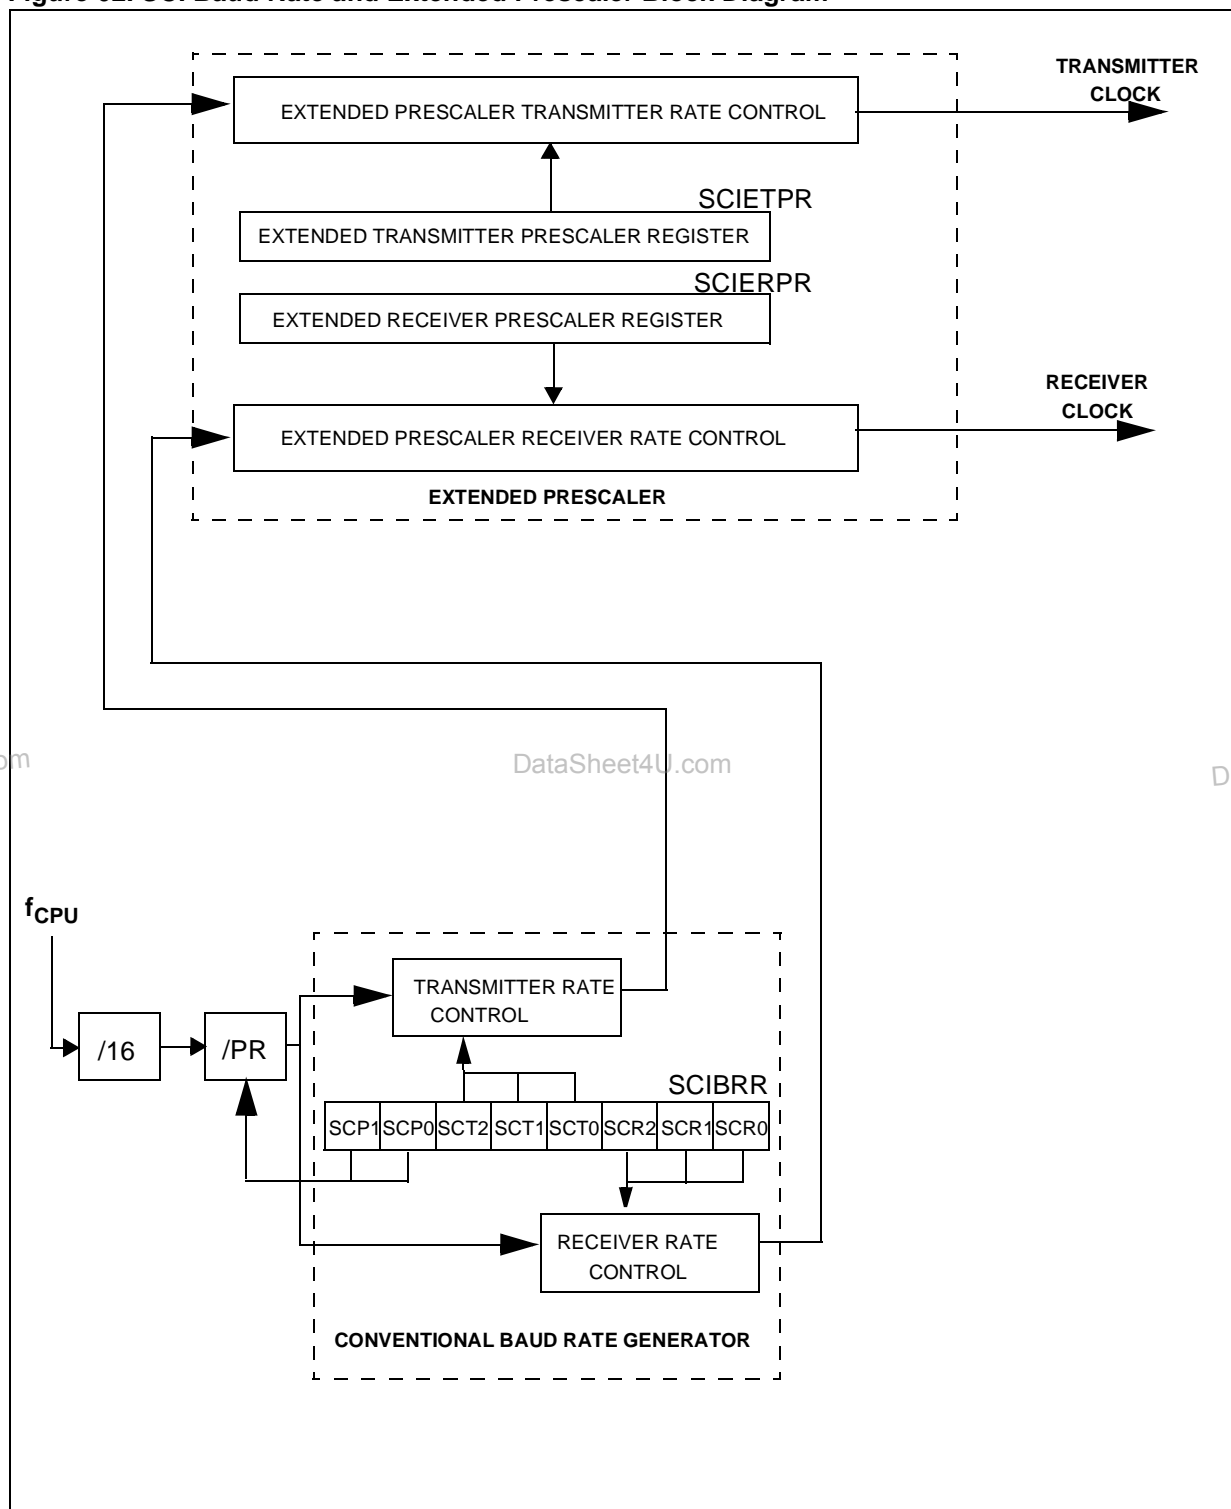 TRANSMITTER
CLOCK
EXTENDED PRESCALER TRANSMITTER RATE CONTROL
SCIETPR
EXTENDED TRANSMITTER PRESCALER REGISTER
SCIERPR
EXTENDED RECEIVER PRESCALER REGISTER
RECEIVER
CLOCK
EXTENDED PRESCALER RECEIVER RATE CONTROL
EXTENDED PRESCALER
DataSheet4U.com
fCPU
TRANSMITTER RATE
CONTROL
/16
/PR
SCIBRR
SCP1 SCP0 SCT2 SCT1 SCT0 SCR2 SCR1 SCR0
RECEIVER RATE
CONTROL
CONVENTIONAL BAUD RATE GENERATOR